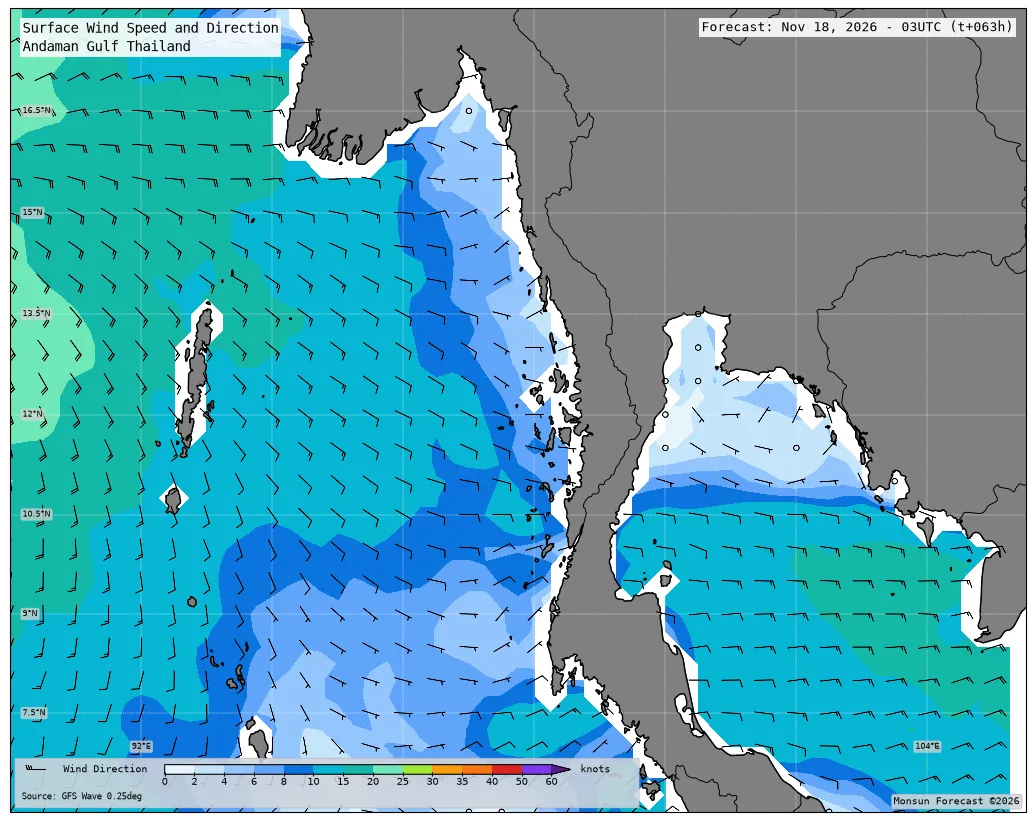 Surface Wind Speed and Direction
Andaman Gulf Thailand
Forecast: Nov 18, 2026 - 03UTC (t+063h)
16.5°N
15°N
13.5°N
12°N
10.5°N
9°N
7.5°N
92°E
104°E
Wind Direction
knots
0 2 4 6 8 10 15 20 25 30 35 40 50 60
Source: GFS Wave 0.25deg
Monsun Forecast ©2026